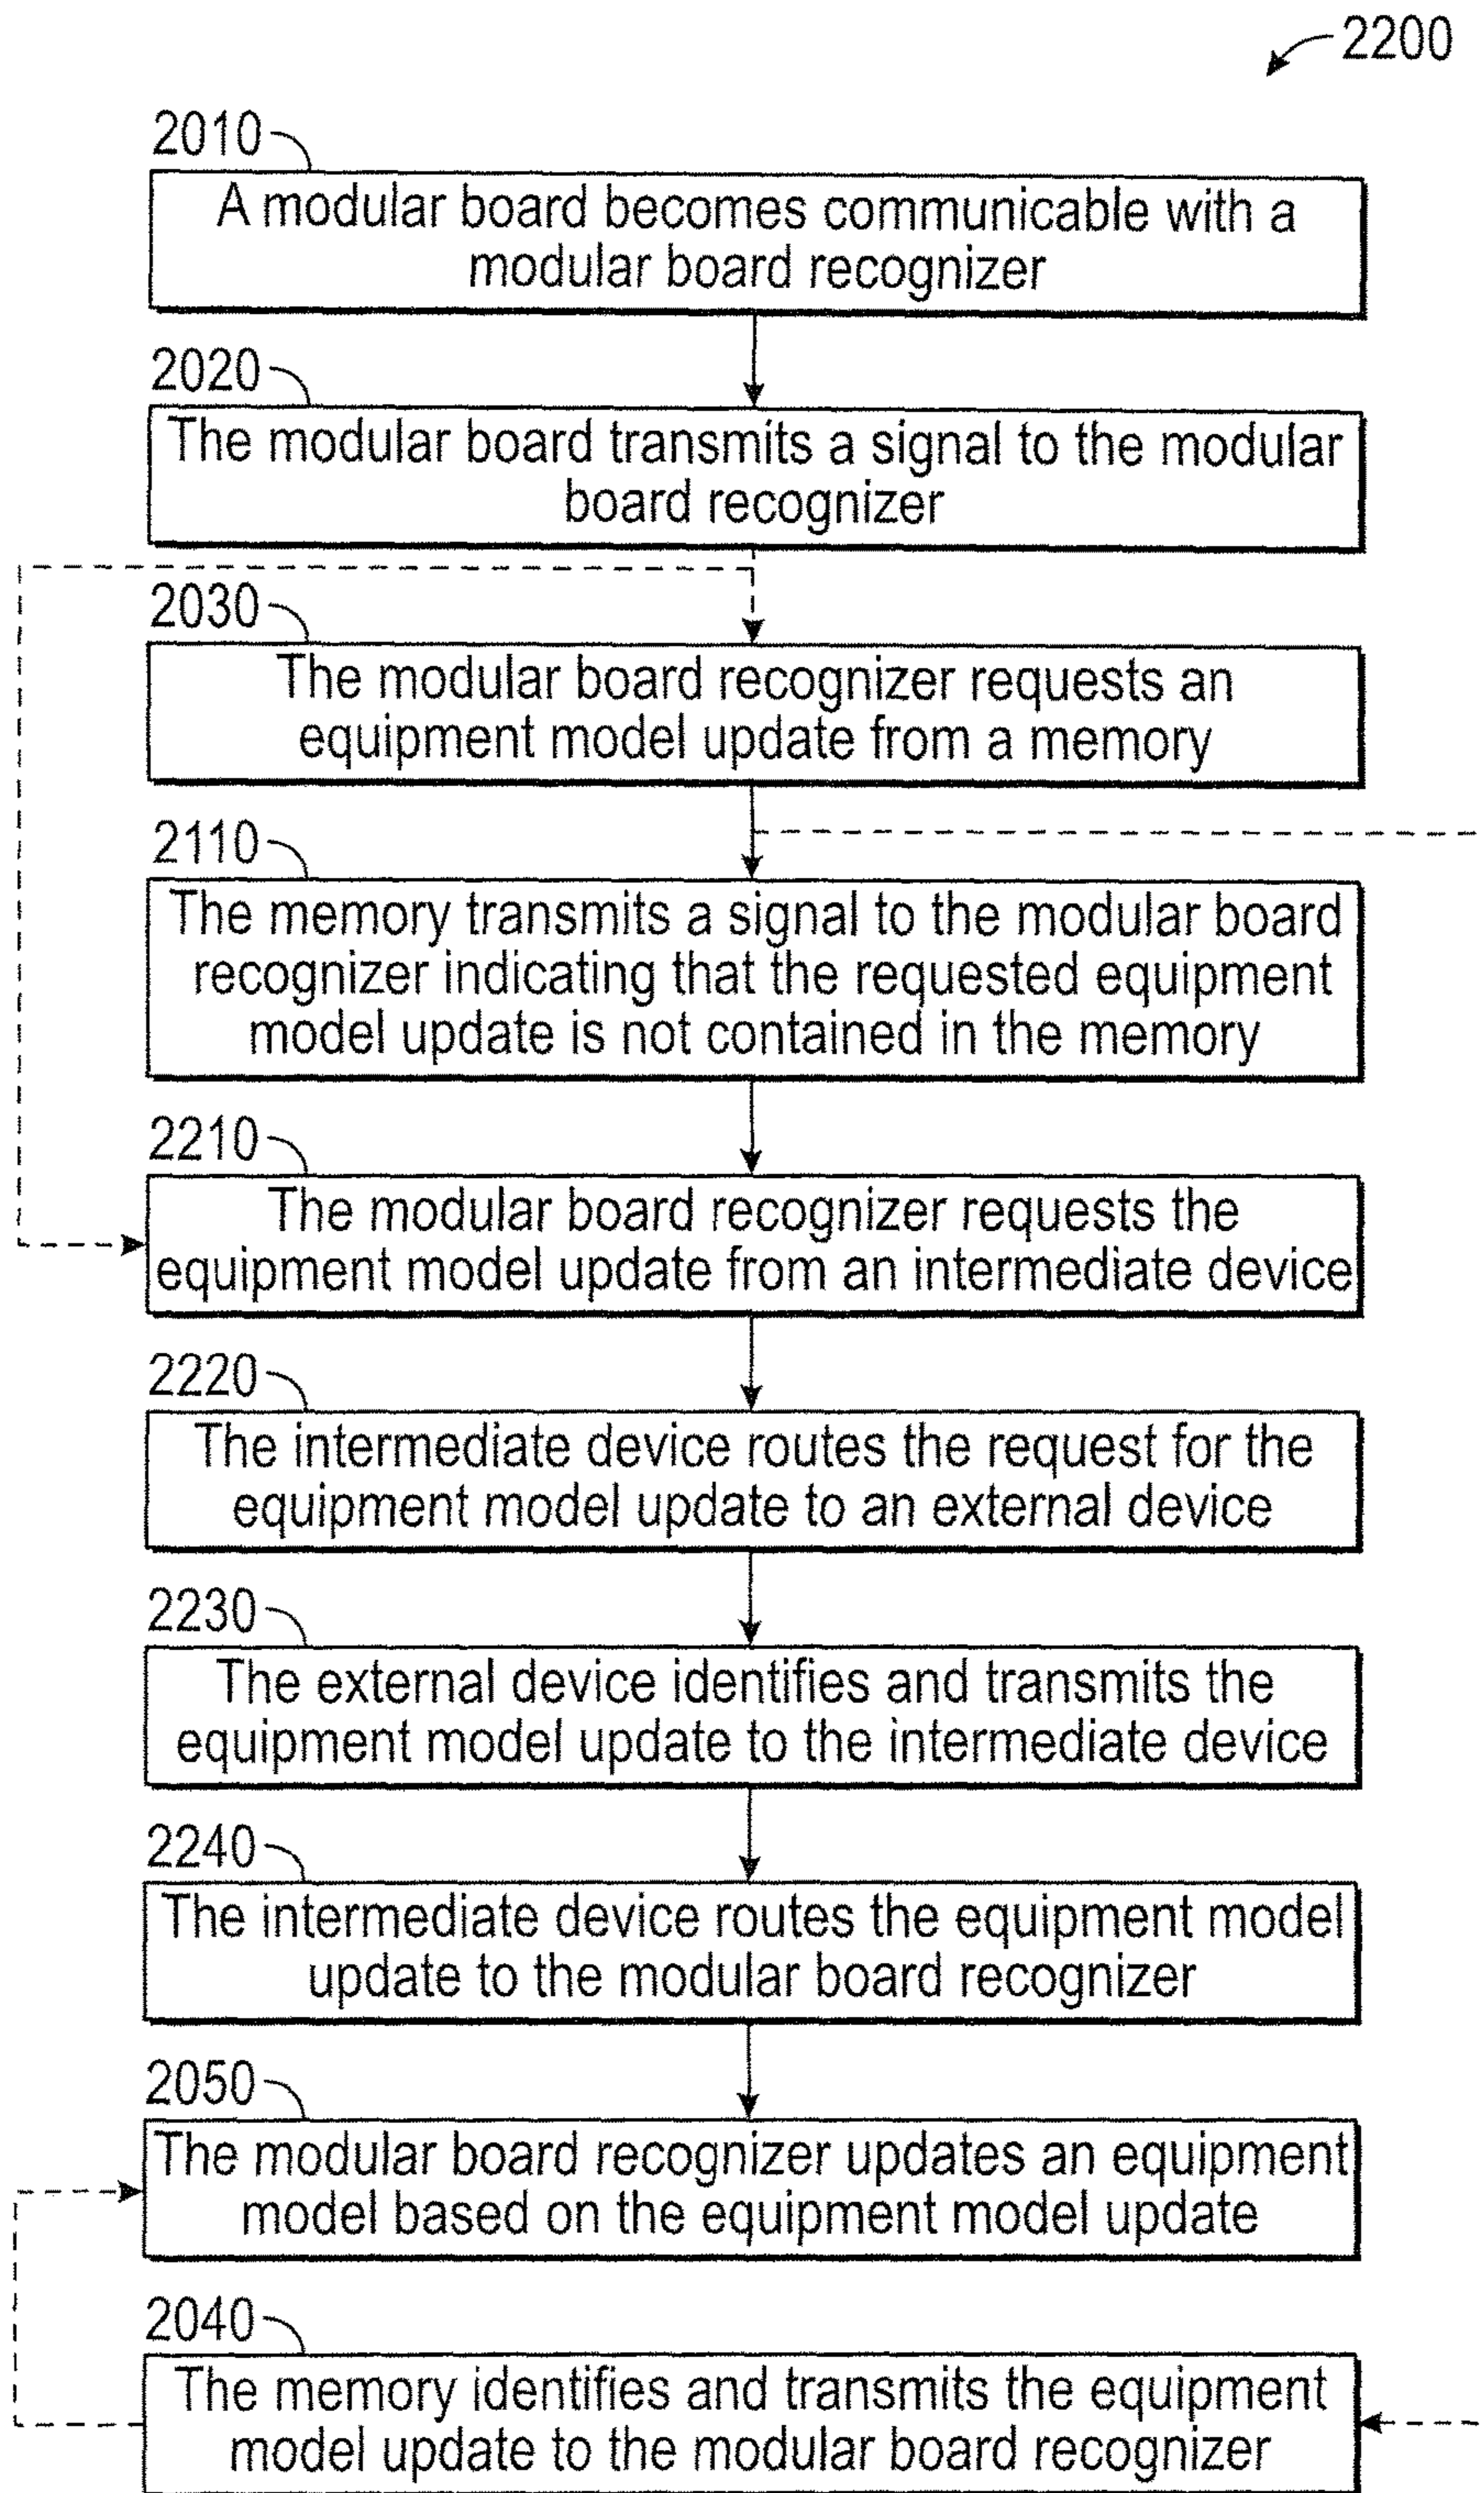 2200
2010
A modular board becomes communicable with a
modular board recognizer
2020
The modular board transmits a signal to the modular
board recognizer
2030
The modular board recognizer requests an
equipment model update from a memory
2110
The memory transmits a signal to the modular board
recognizer indicating that the requested equipment
model update is not contained in the memory
2210
The modular board recognizer requests the
equipment model update from an intermediate device
2220
The intermediate device routes the request for the
equipment model update to an external device
2230
The external device identifies and transmits the
equipment model update to the intermediate device
2240
The intermediate device routes the equipment model
update to the modular board recognizer
2050
The modular board recognizer updates an equipment
model based on the equipment model update
2040
The memory identifies and transmits the equipment
model update to the modular board recognizer